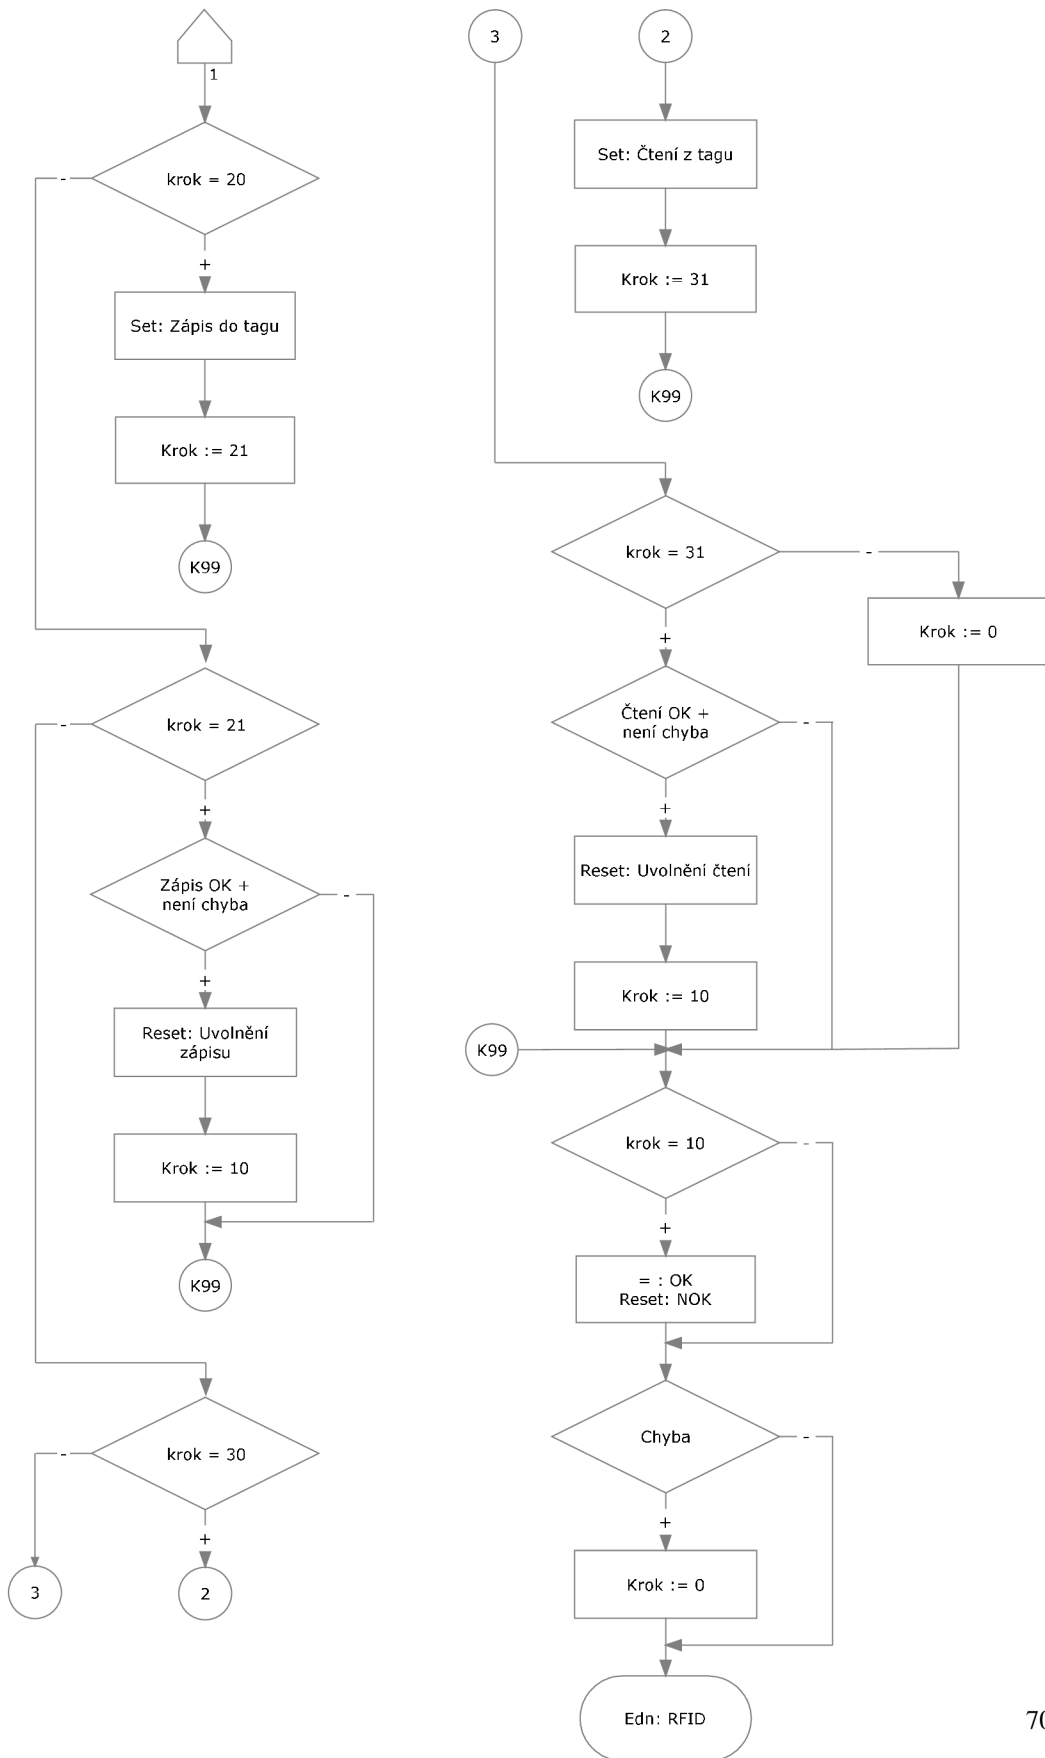 1
krok = 20
-
+
Set: Zápis do tagu
Krok := 21
K99
krok = 21
-
+
Zápis OK +
není chyba
-
+
Reset: Uvolnění
zápisu
Krok := 10
K99
krok = 30
-
+
3
2
3
2
Set: Čtení z tagu
Krok := 31
K99
krok = 31
-
+
Krok := 0
Čtení OK +
není chyba
-
+
Reset: Uvolnění čtení
Krok := 10
K99
krok = 10
-
+
= : OK
Reset: NOK
Chyba
-
+
Krok := 0
Edn: RFID
70